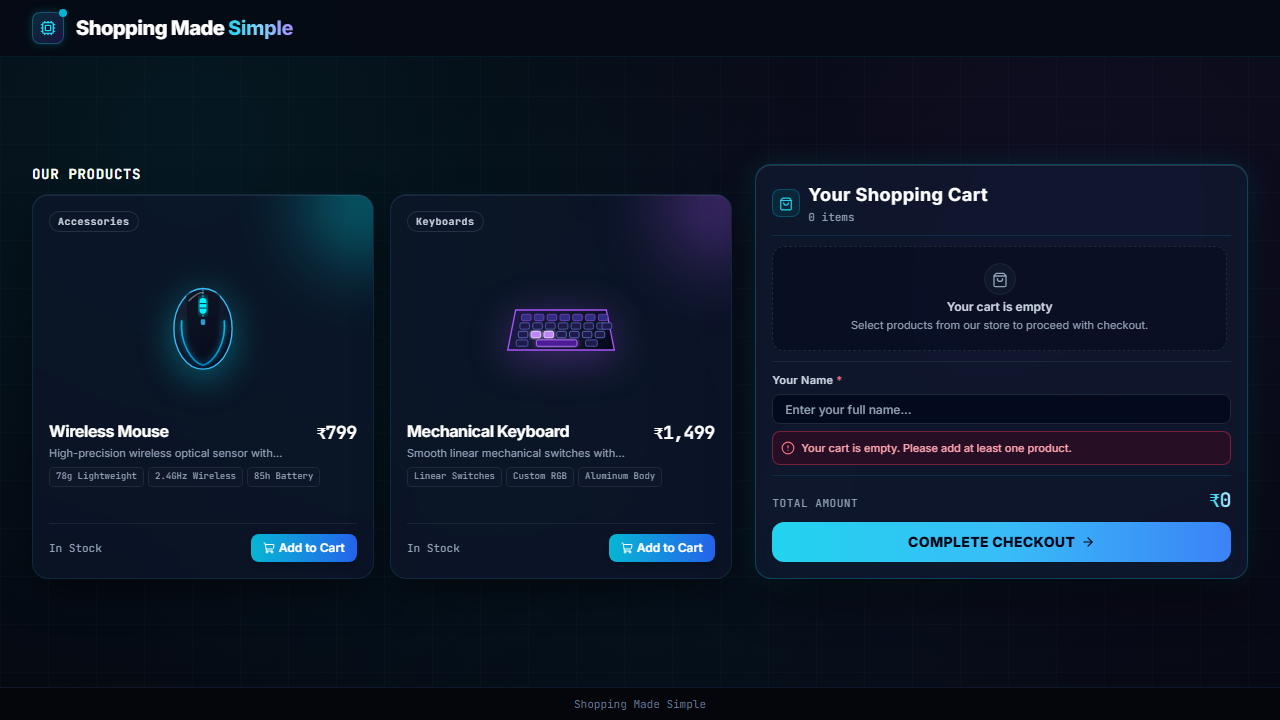 Shopping Made Simple
OUR PRODUCTS
Accessories
Wireless Mouse
₹799
High-precision wireless optical sensor with...
78g Lightweight
2.4GHz Wireless
85h Battery
In Stock
Add to Cart
Keyboards
Mechanical Keyboard
₹1,499
Smooth linear mechanical switches with...
Linear Switches
Custom RGB
Aluminum Body
In Stock
Add to Cart
Your Shopping Cart
0 items
Your cart is empty
Select products from our store to proceed with checkout.
Your Name *
Enter your full name...
Your cart is empty. Please add at least one product.
TOTAL AMOUNT
₹0
COMPLETE CHECKOUT →
Shopping Made Simple